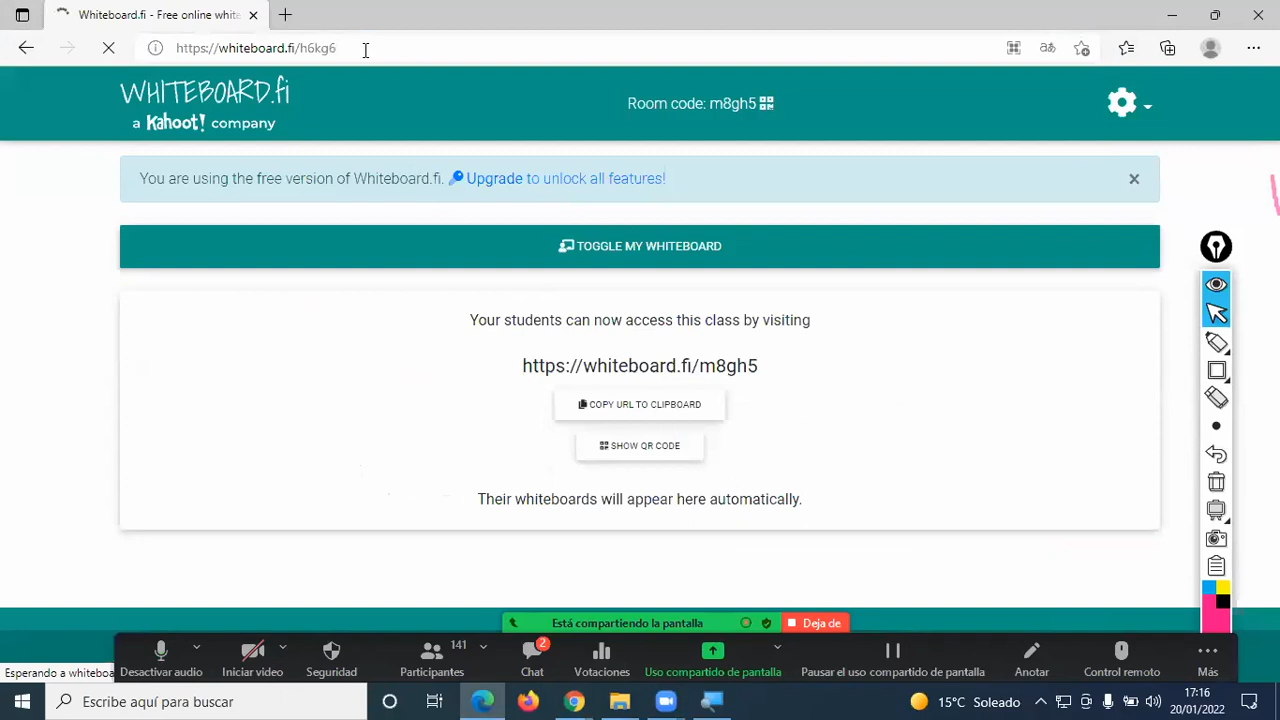 Whiteboard.fi - Free online white
https://whiteboard.fi/h6kg6
WHITEBOARD.fi
a Kahoot! company
Room code: m8gh5
You are using the free version of Whiteboard.fi. Upgrade to unlock all features!
TOGGLE MY WHITEBOARD
Your students can now access this class by visiting
https://whiteboard.fi/m8gh5
COPY URL TO CLIPBOARD
SHOW QR CODE
Their whiteboards will appear here automatically.
Está compartiendo la pantalla
Deja de
141
2
Esperando a whiteboa
Desactivar audio
Iniciar video
Seguridad
Participantes
Chat
Votaciones
Uso compartido de pantalla
Pausar el uso compartido de pantalla
Anotar
Control remoto
Más
Escribe aquí para buscar
15°C Soleado
17:16
20/01/2022